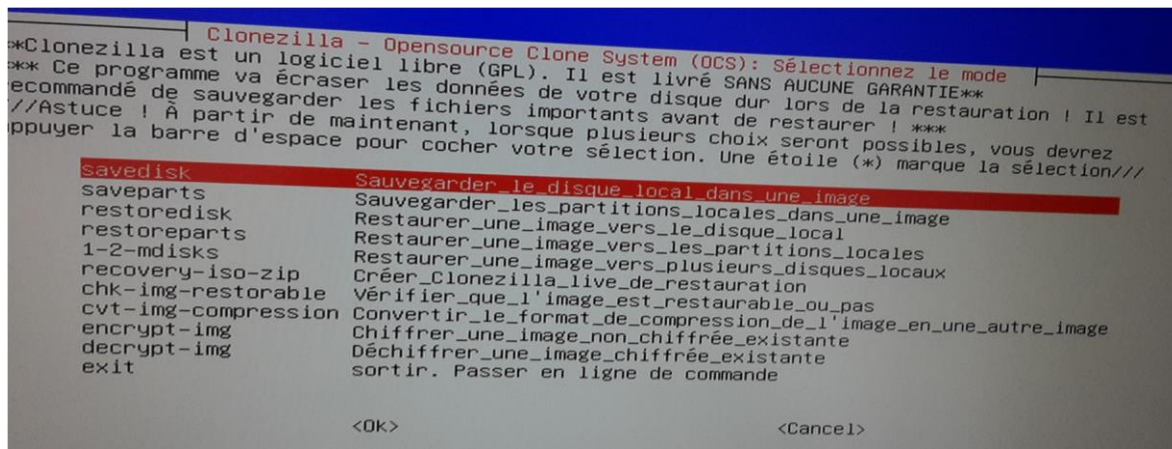 Clonezilla - Opensource Clone System (OCS): Sélectionnez le mode
**Clonezilla est un logiciel libre (GPL). Il est livré SANS AUCUNE GARANTIE**
*** Ce programme va écraser les données de votre disque dur lors de la restauration ! Il est
ecommandé de sauvegarder les fichiers importants avant de restaurer ! ***
///Astuce ! À partir de maintenant, lorsque plusieurs choix seront possibles, vous devrez
appuyer la barre d'espace pour cocher votre sélection. Une étoile (*) marque la sélection///
savedisk Sauvegarder_le_disque_local_dans_une_image
saveparts Sauvegarder_les_partitions_locales_dans_une_image
restoredisk Restaurer_une_image_vers_le_disque_local
restoreparts Restaurer_une_image_vers_les_partitions_locales
1-2-mdisks Restaurer_une_image_vers_plusieurs_disques_locaux
recovery-iso-zip Créer_Clonezilla_live_de_restauration
chk-img-restorable Vérifier_que_l'image_est_restaurable_ou_pas
cvt-img-compression Convertir_le_format_de_compression_de_l'image_en_une_autre_image
encrypt-img Chiffrer_une_image_non_chiffrée_existante
decrypt-img Déchiffrer_une_image_chiffrée_existante
exit sortir. Passer en ligne de commande
<Ok> <Cancel>